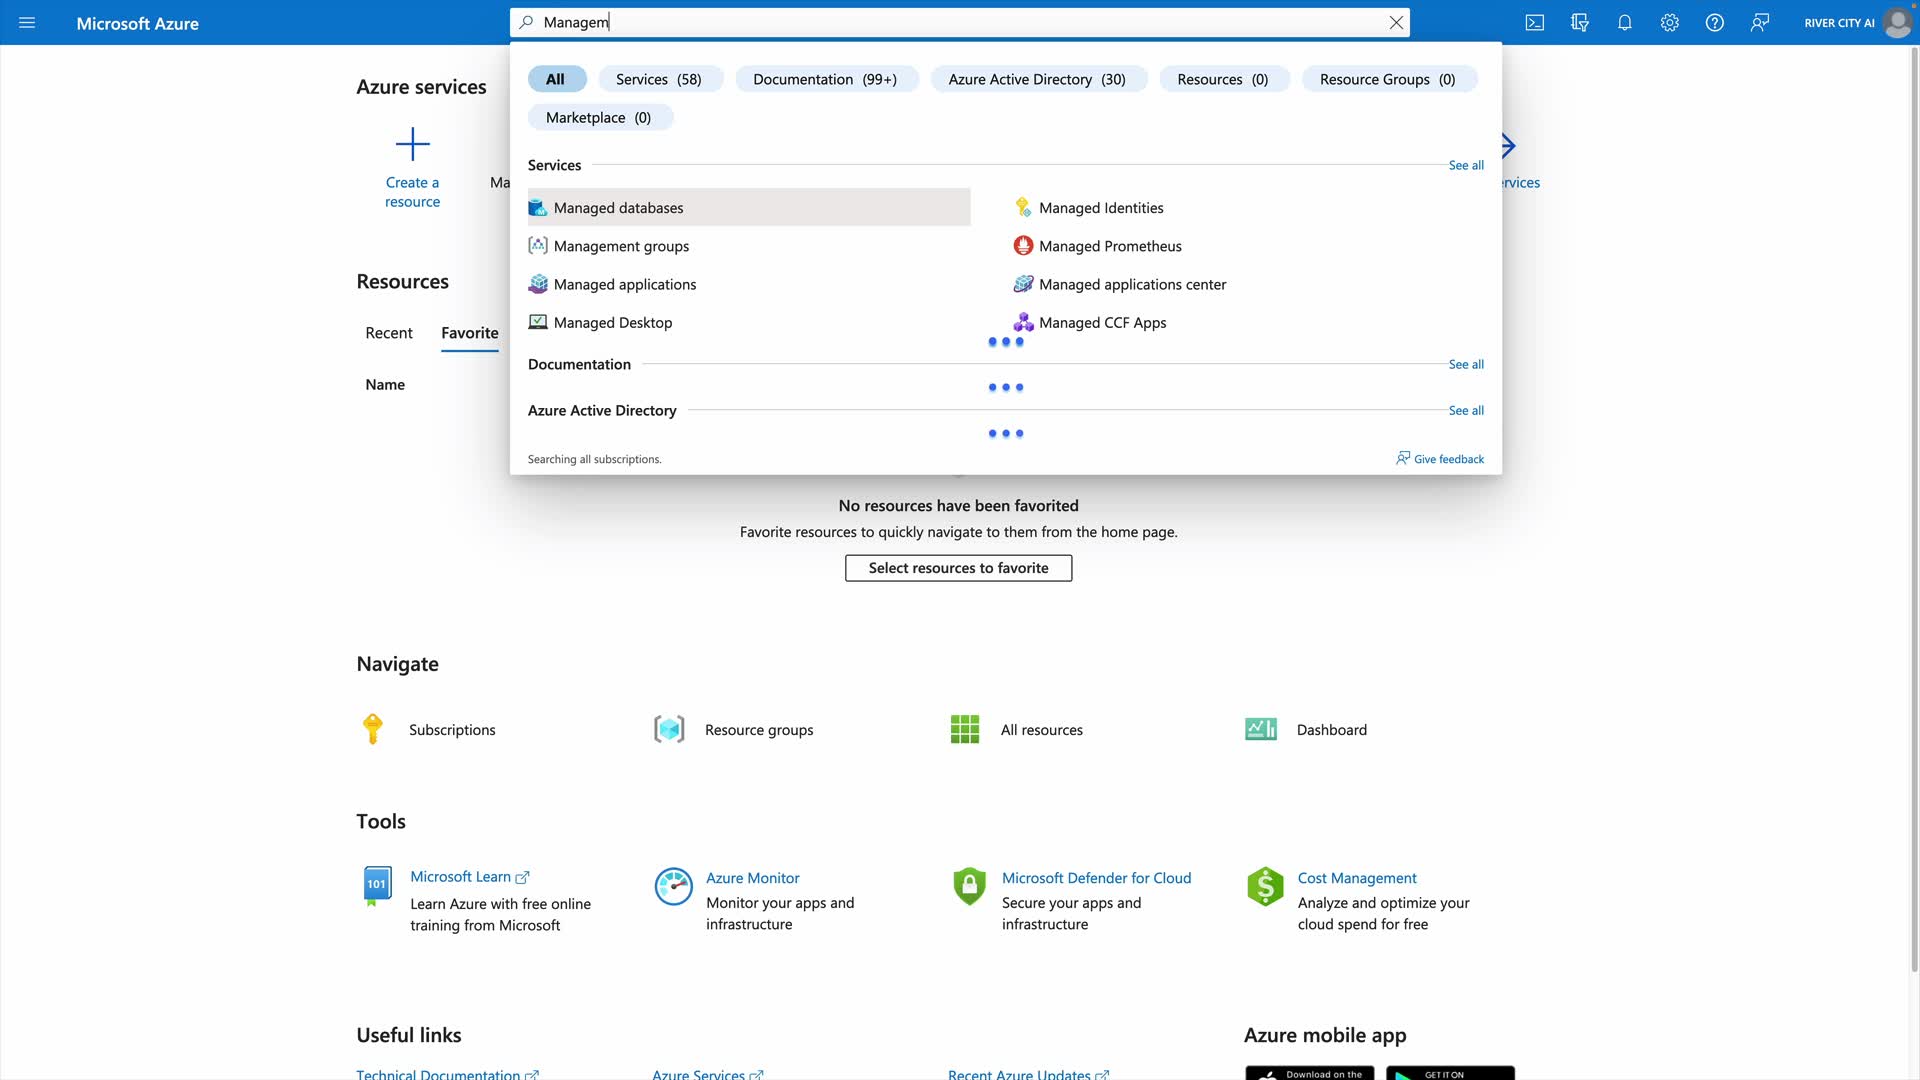 Microsoft Azure
Managem
RIVER CITY AI
All
Services (58)
Documentation (99+)
Azure Active Directory (30)
Resources (0)
Resource Groups (0)
Marketplace (0)
Azure services
Create a
resource
Ma
rvices
Services
See all
Managed databases
Managed Identities
Management groups
Managed Prometheus
Managed applications
Managed applications center
Managed Desktop
Managed CCF Apps
Documentation
See all
Azure Active Directory
See all
Searching all subscriptions.
Give feedback
Resources
Recent
Favorite
Name
No resources have been favorited
Favorite resources to quickly navigate to them from the home page.
Select resources to favorite
Navigate
Subscriptions
Resource groups
All resources
Dashboard
Tools
101
Microsoft Learn
Learn Azure with free online
training from Microsoft
Azure Monitor
Monitor your apps and
infrastructure
Microsoft Defender for Cloud
Secure your apps and
infrastructure
Cost Management
Analyze and optimize your
cloud spend for free
Useful links
Azure mobile app
Technical Documentation
Azure Services
Recent Azure Updates
Download on the
GET IT ON